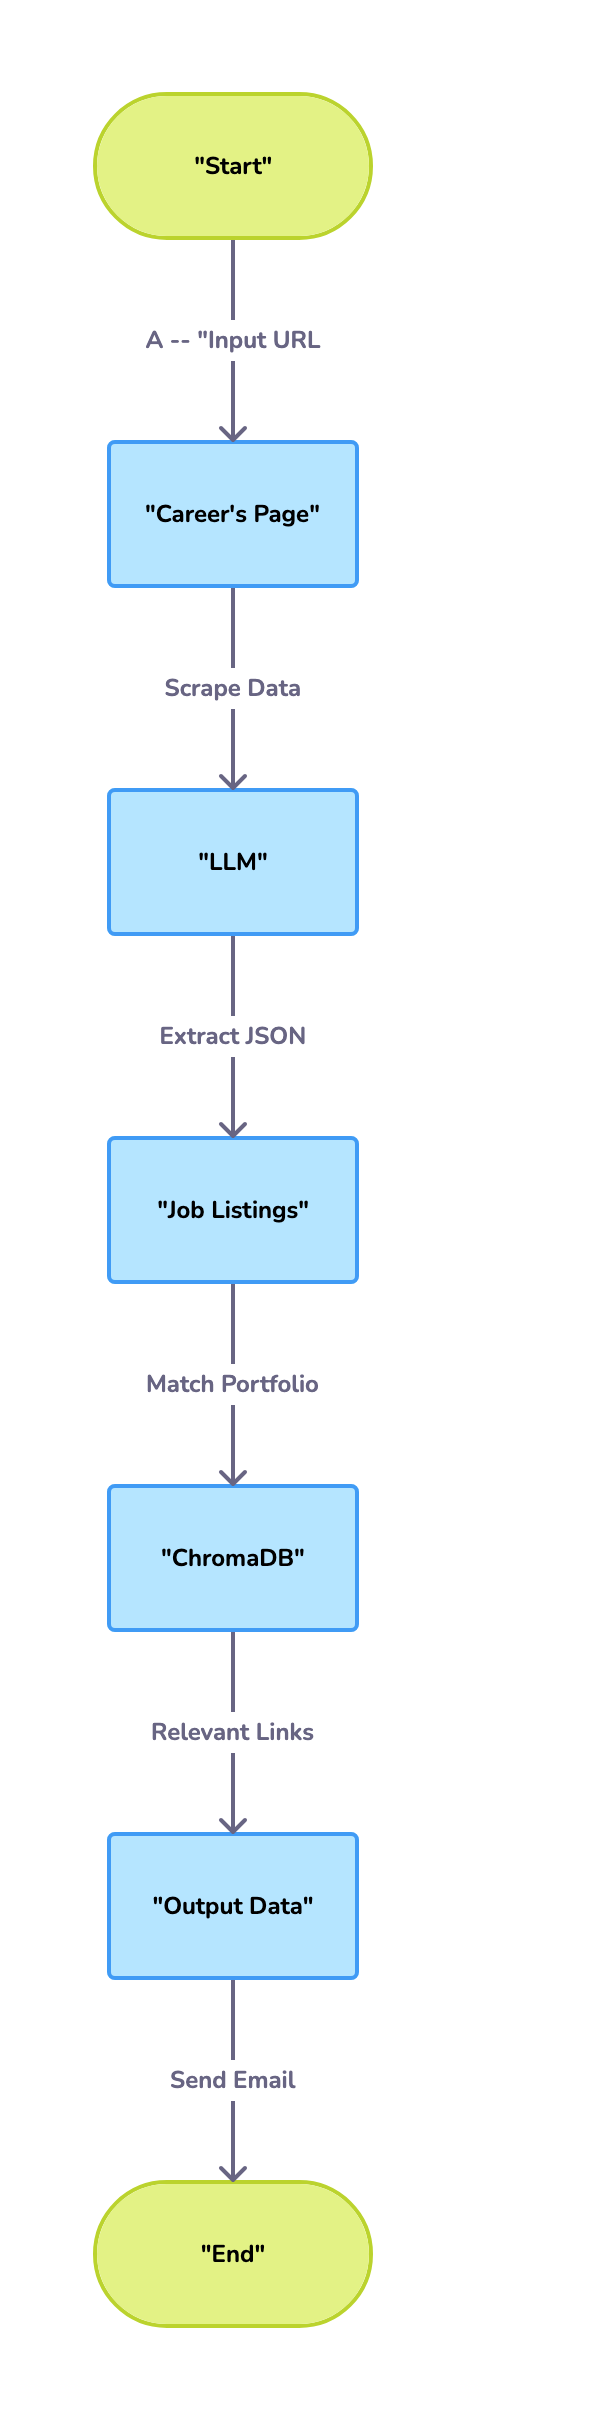 "Start"
A -- "Input URL
"Career's Page"
Scrape Data
"LLM"
Extract JSON
"Job Listings"
Match Portfolio
"ChromaDB"
Relevant Links
"Output Data"
Send Email
"End"